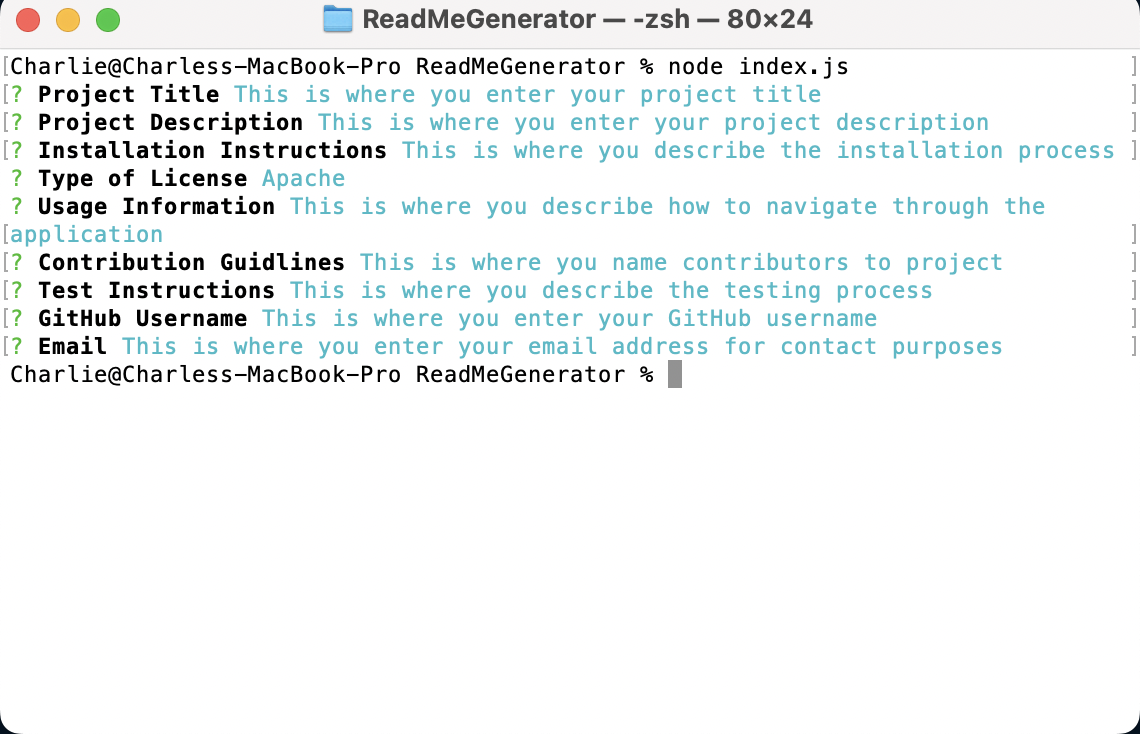 ReadMeGenerator — -zsh — 80×24
[Charlie@Charless-MacBook-Pro ReadMeGenerator % node index.js ]
[? Project Title This is where you enter your project title ]
[? Project Description This is where you enter your project description ]
[? Installation Instructions This is where you describe the installation process ]
? Type of License Apache
? Usage Information This is where you describe how to navigate through the
[application ]
[? Contribution Guidlines This is where you name contributors to project ]
[? Test Instructions This is where you describe the testing process ]
[? GitHub Username This is where you enter your GitHub username ]
[? Email This is where you enter your email address for contact purposes ]
Charlie@Charless-MacBook-Pro ReadMeGenerator %